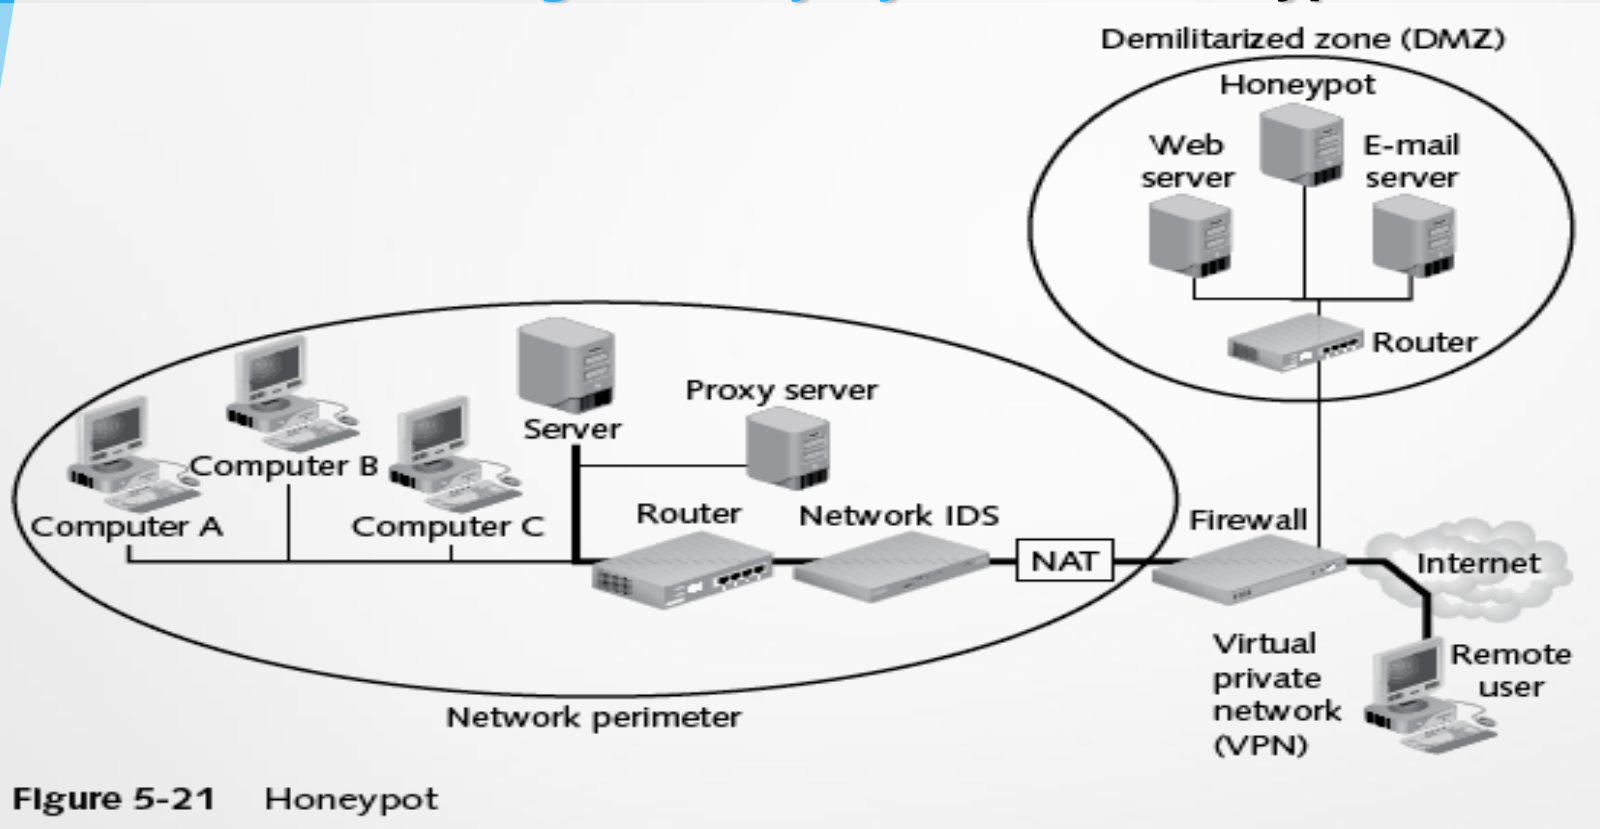 Demilitarized zone (DMZ)
Honeypot
Web
server
E-mail
server
Router
Server
Proxy server
Computer B
Computer A
Computer C
Router
Network IDS
NAT
Firewall
Internet
Virtual
private
network
(VPN)
Remote
user
Network perimeter
Figure 5-21 Honeypot